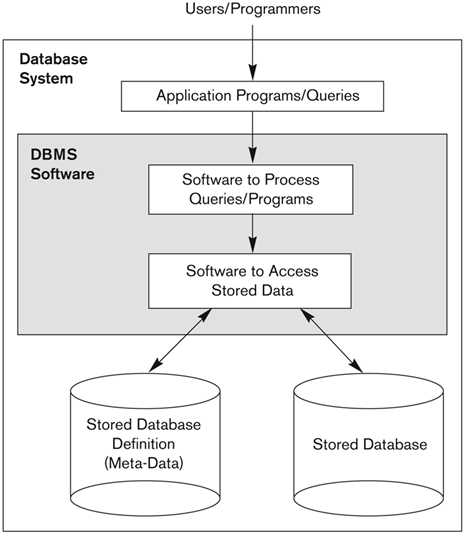 Users/Programmers
Database
System
Application Programs/Queries
DBMS
Software
Software to Process
Queries/Programs
Software to Access
Stored Data
Stored Database
Definition
(Meta-Data)
Stored Database